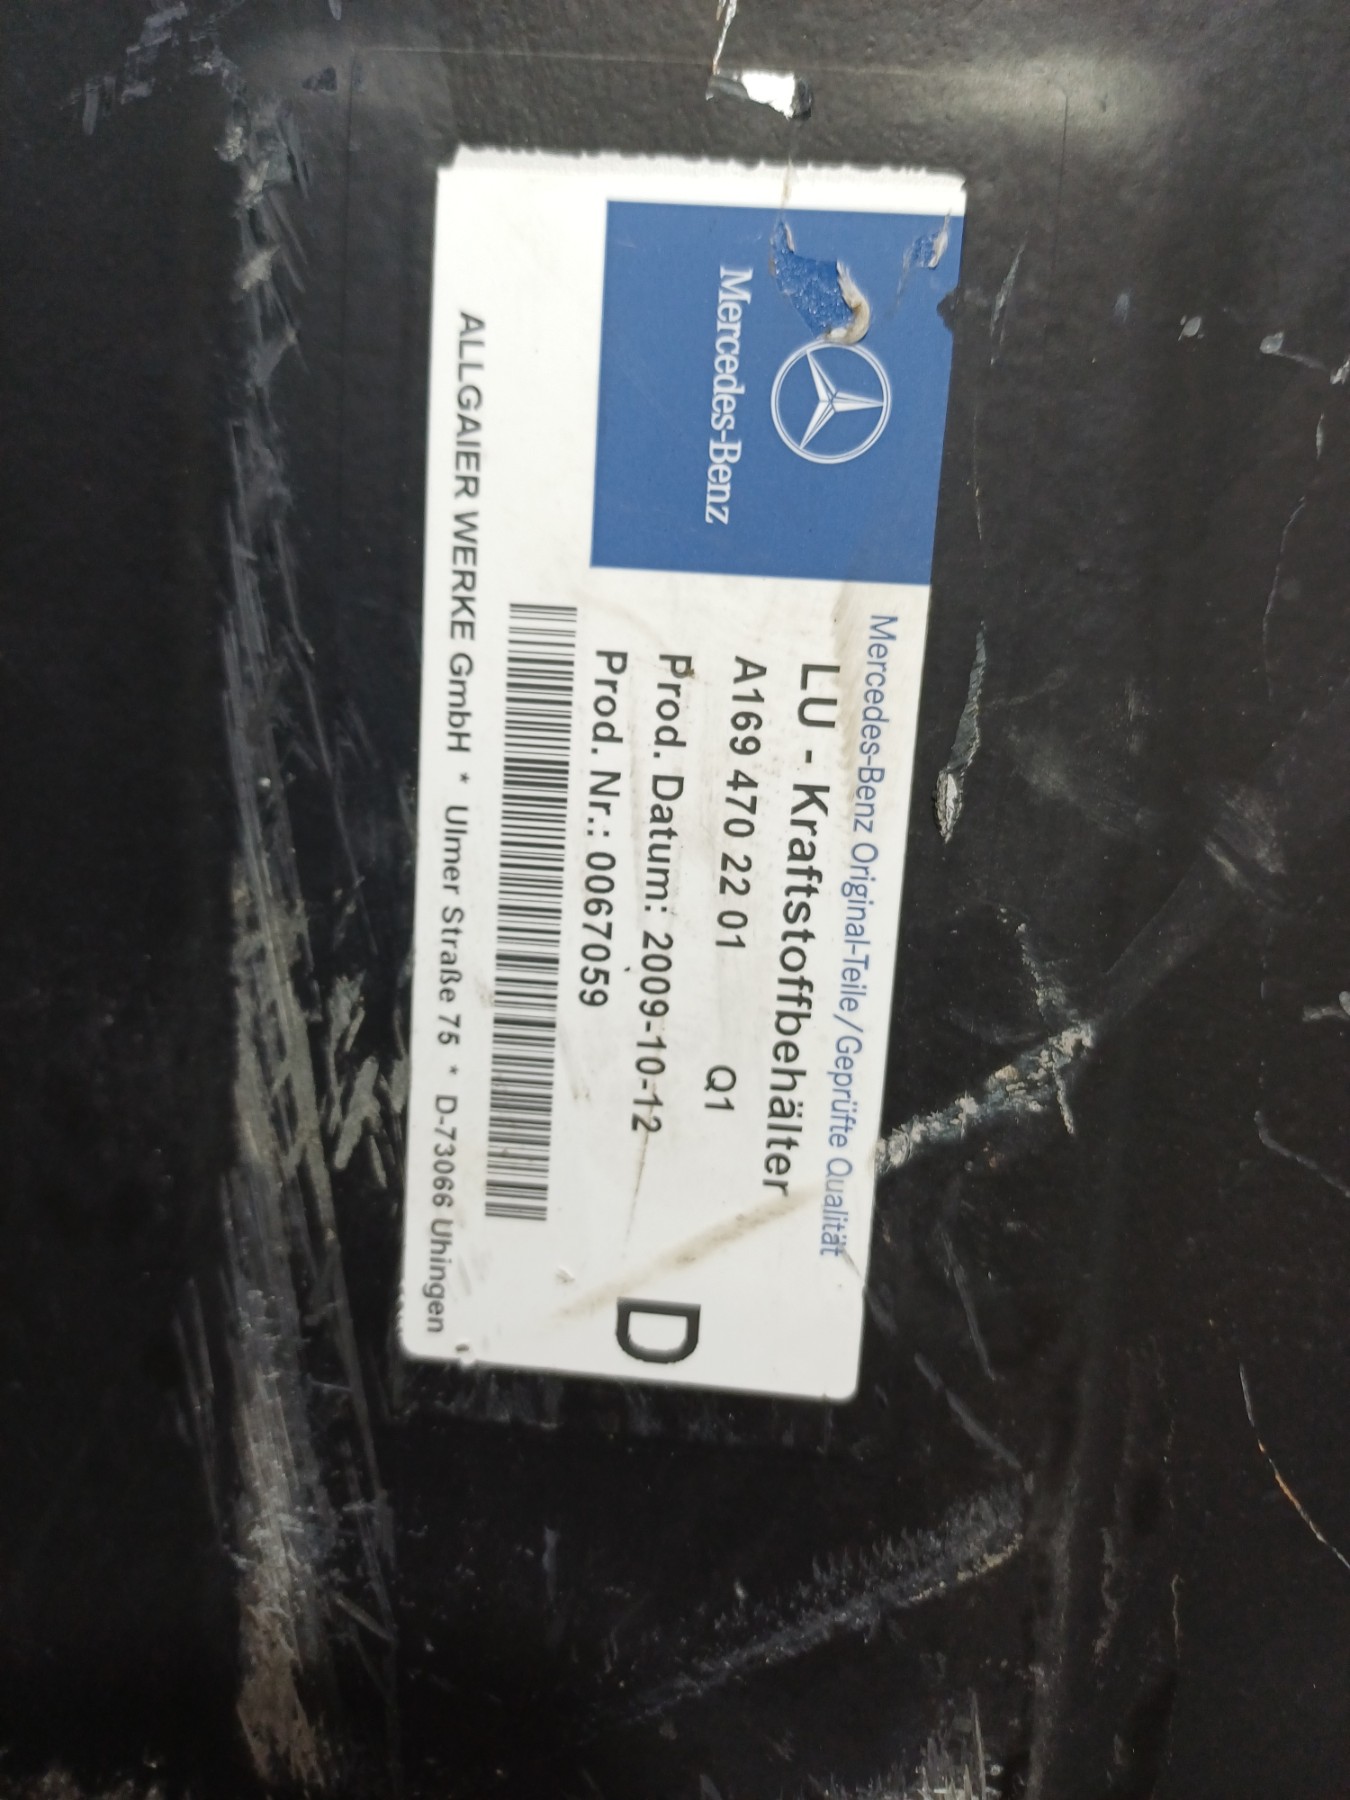 Mercedes-Benz
Mercedes-Benz Original-Teile/Geprüfte Qualität
LU - Kraftstoffbehälter
A169 470 22 01 Q1
Prod. Datum: 2009-10-12
Prod. Nr.: 0067059
D
ALLGAIER WERKE GmbH * Ulmer Straße 75 * D-73066 Uhingen